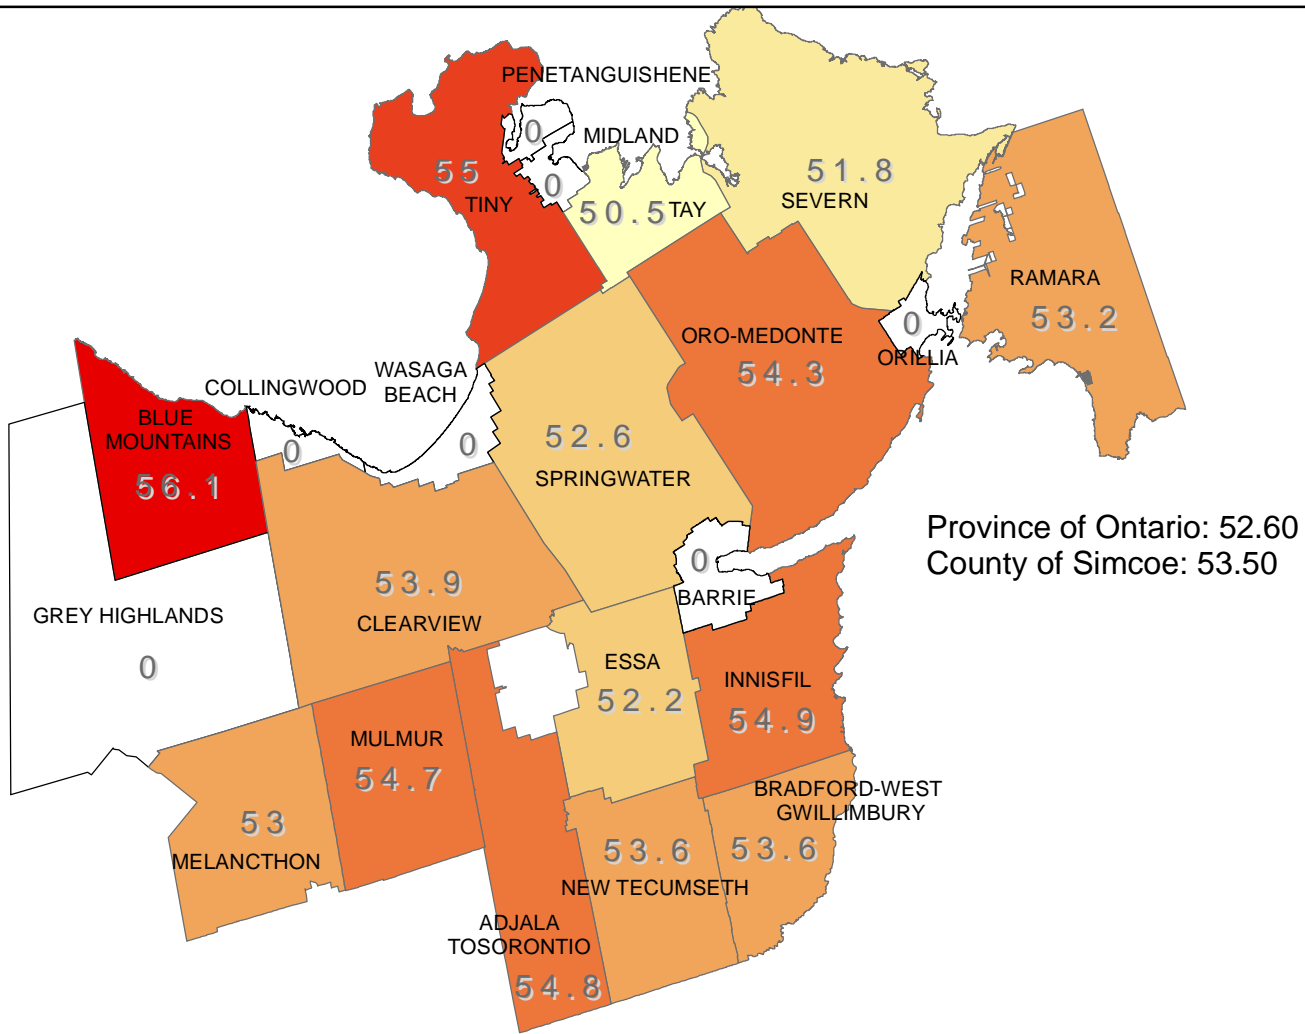 PENETANGUISHENE
0
MIDLAND
0
55
TINY
50.5 TAY
51.8
SEVERN
RAMARA
53.2
ORO-MEDONTE
54.3
0
ORILLIA
WASAGA
BEACH
0
COLLINGWOOD
0
BLUE
MOUNTAINS
56.1
52.6
SPRINGWATER
Province of Ontario: 52.60
County of Simcoe: 53.50
0
BARRIE
53.9
CLEARVIEW
GREY HIGHLANDS
0
ESSA
52.2
INNISFIL
54.9
MULMUR
54.7
BRADFORD-WEST
GWILLIMBURY
53.6
53
MELANCTHON
53.6
NEW TECUMSETH
ADJALA
TOSORONTIO
54.8